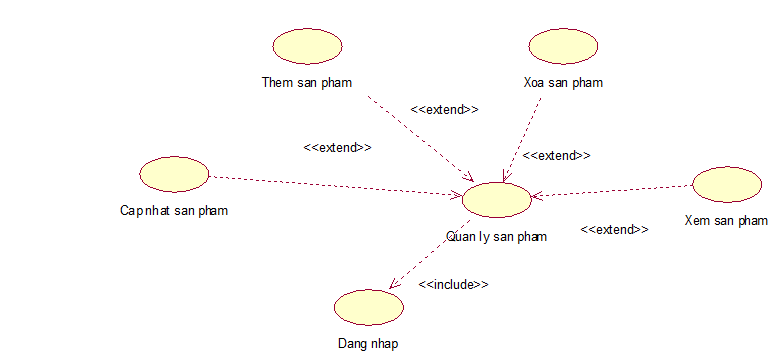 Them san pham
Xoa san pham
<<extend>>
<<extend>>
<<extend>>
Cap nhat san pham
Xem san pham
<<extend>>
Quan ly san pham
<<include>>
Dang nhap